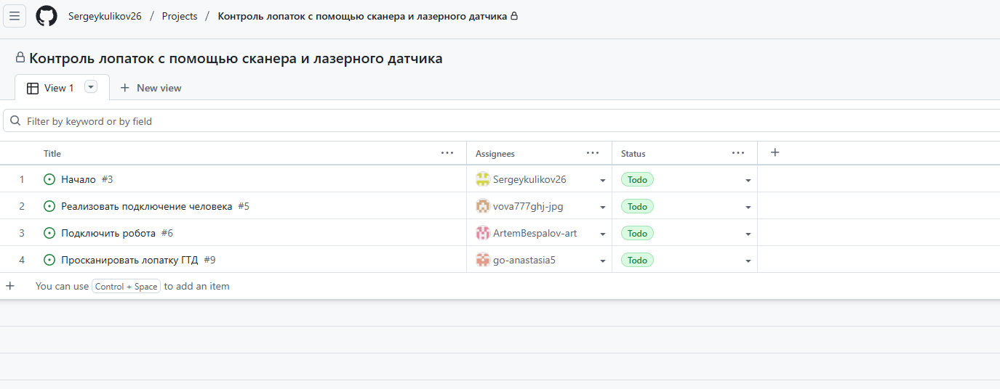 Sergeykulikov26 / Projects / Контроль лопаток с помощью сканера и лазерного датчика
Контроль лопаток с помощью сканера и лазерного датчика
View 1 + New view
Filter by keyword or by field
Title ... Assignees ... Status ... +
1 Начало #3 Sergeykulikov26 Todo
2 Реализовать подключение человека #5 vova777ghj-jpg Todo
3 Подключить робота #6 ArtemBespalov-art Todo
4 Просканировать лопатку ГТД #9 go-anastasia5 Todo
+ You can use Control + Space to add an item